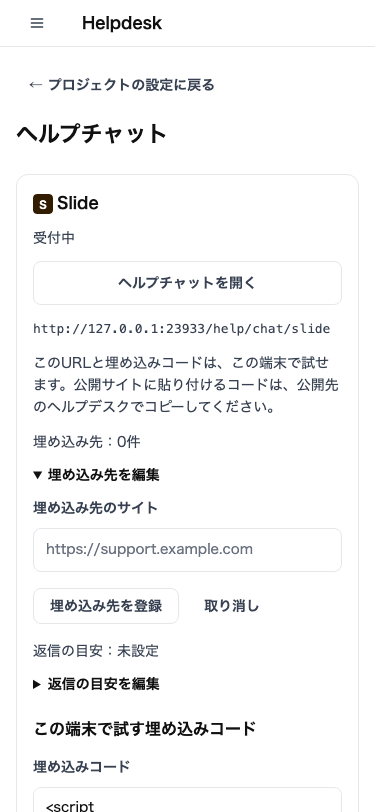 Helpdesk
← プロジェクトの設定に戻る
ヘルプチャット
S Slide
受付中
ヘルプチャットを開く
http://127.0.0.1:23933/help/chat/slide
このURLと埋め込みコードは、この端末で試せ
ます。公開サイトに貼り付けるコードは、公開先
のヘルプデスクでコピーしてください。
埋め込み先：0件
▼ 埋め込み先を編集
埋め込み先のサイト
https://support.example.com
埋め込み先を登録 取り消し
返信の目安：未設定
▶ 返信の目安を編集
この端末で試す埋め込みコード
埋め込みコード
<script